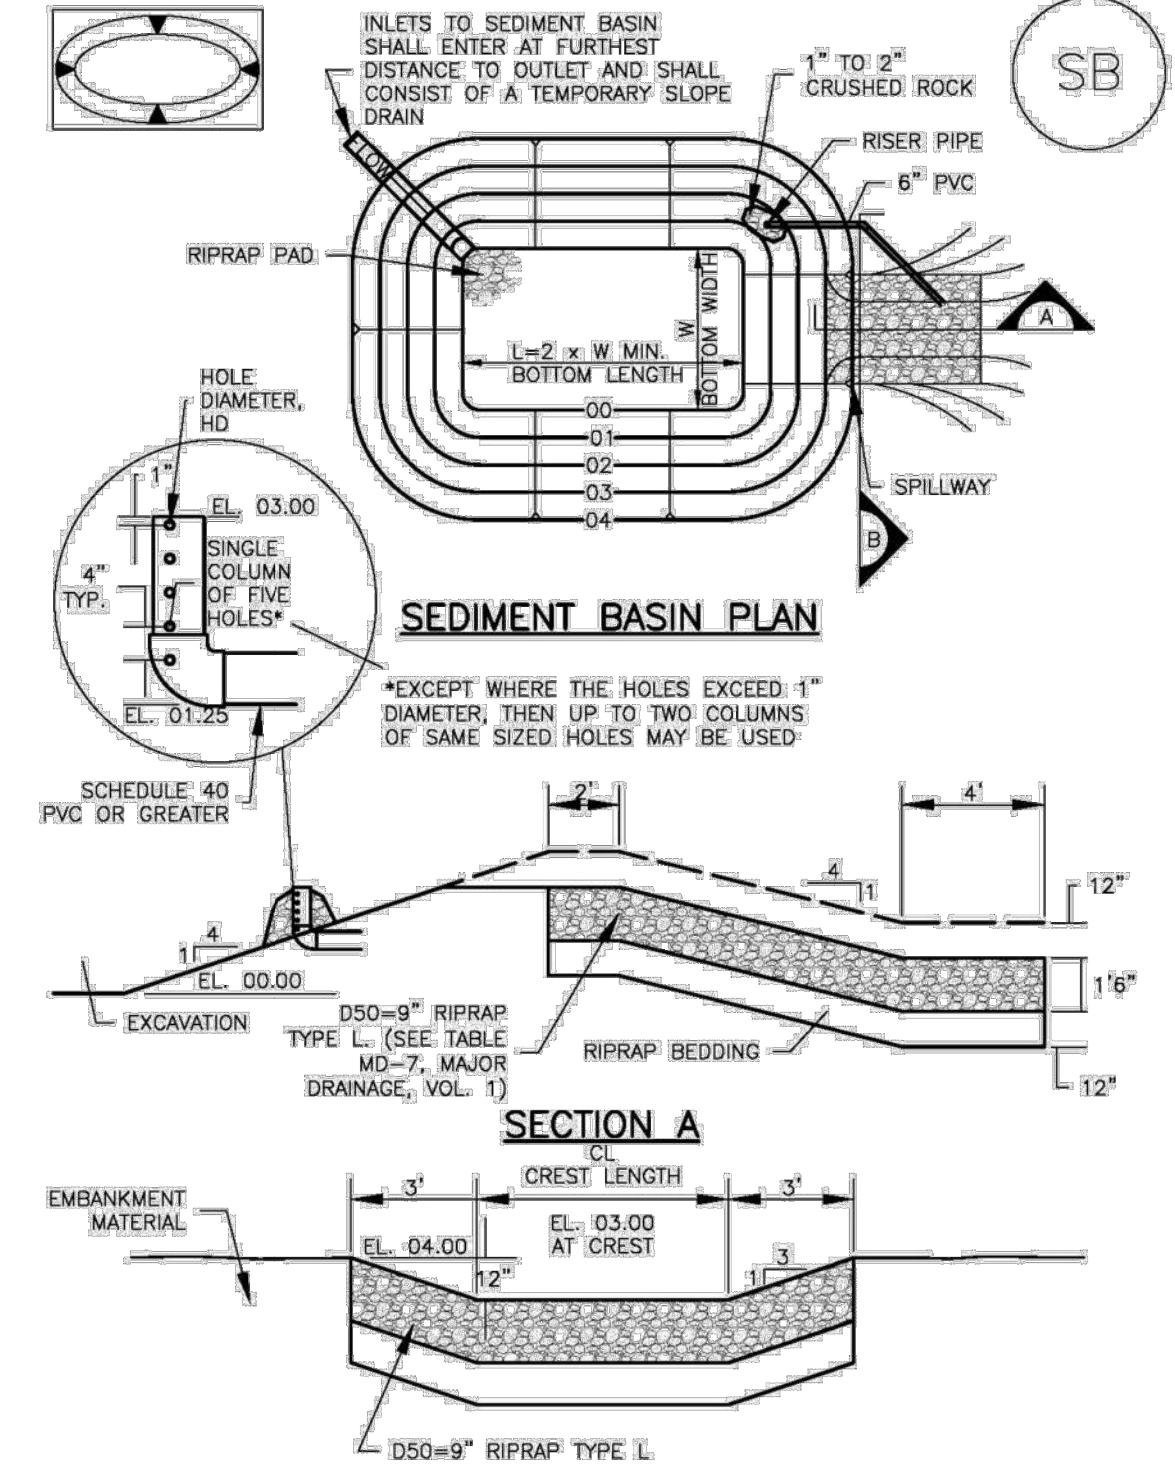 INLETS TO SEDIMENT BASIN
SHALL ENTER AT FURTHEST
DISTANCE TO OUTLET AND SHALL
CONSIST OF A TEMPORARY SLOPE
DRAIN
1" TO 2"
CRUSHED ROCK
SB
FLOW
RISER PIPE
6" PVC
RIPRAP PAD
BOTTOM WIDTH
W
A
L=2 x W MIN.
BOTTOM LENGTH
00
01
02
03
04
SPILLWAY
B
HOLE
DIAMETER,
HD
1"
EL. 03.00
SINGLE
COLUMN
OF FIVE
HOLES*
4"
TYP.
EL. 01.25
SEDIMENT BASIN PLAN
*EXCEPT WHERE THE HOLES EXCEED 1"
DIAMETER, THEN UP TO TWO COLUMNS
OF SAME SIZED HOLES MAY BE USED
SCHEDULE 40
PVC OR GREATER
2'
4'
4
1
12"
4
1
EL. 00.00
1'6"
EXCAVATION
D50=9" RIPRAP
TYPE L. (SEE TABLE
MD-7, MAJOR
DRAINAGE, VOL. 1)
RIPRAP BEDDING
12"
SECTION A
CL
CREST LENGTH
3'
3'
EMBANKMENT
MATERIAL
EL. 04.00
EL. 03.00
AT CREST
12"
3
1
D50=9" RIPRAP TYPE L